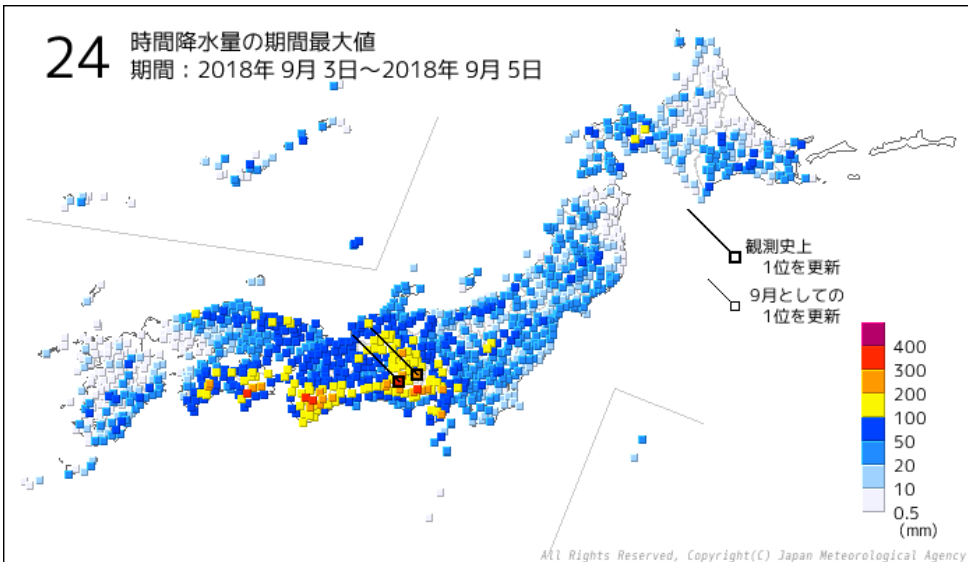 24
時間降水量の期間最大値
期間：2018年 9月 3日～2018年 9月 5日
観測史上
1位を更新
9月としての
1位を更新
400
300
200
100
50
20
10
0.5
(mm)
All Rights Reserved, Copyright(C) Japan Meteorological Agency